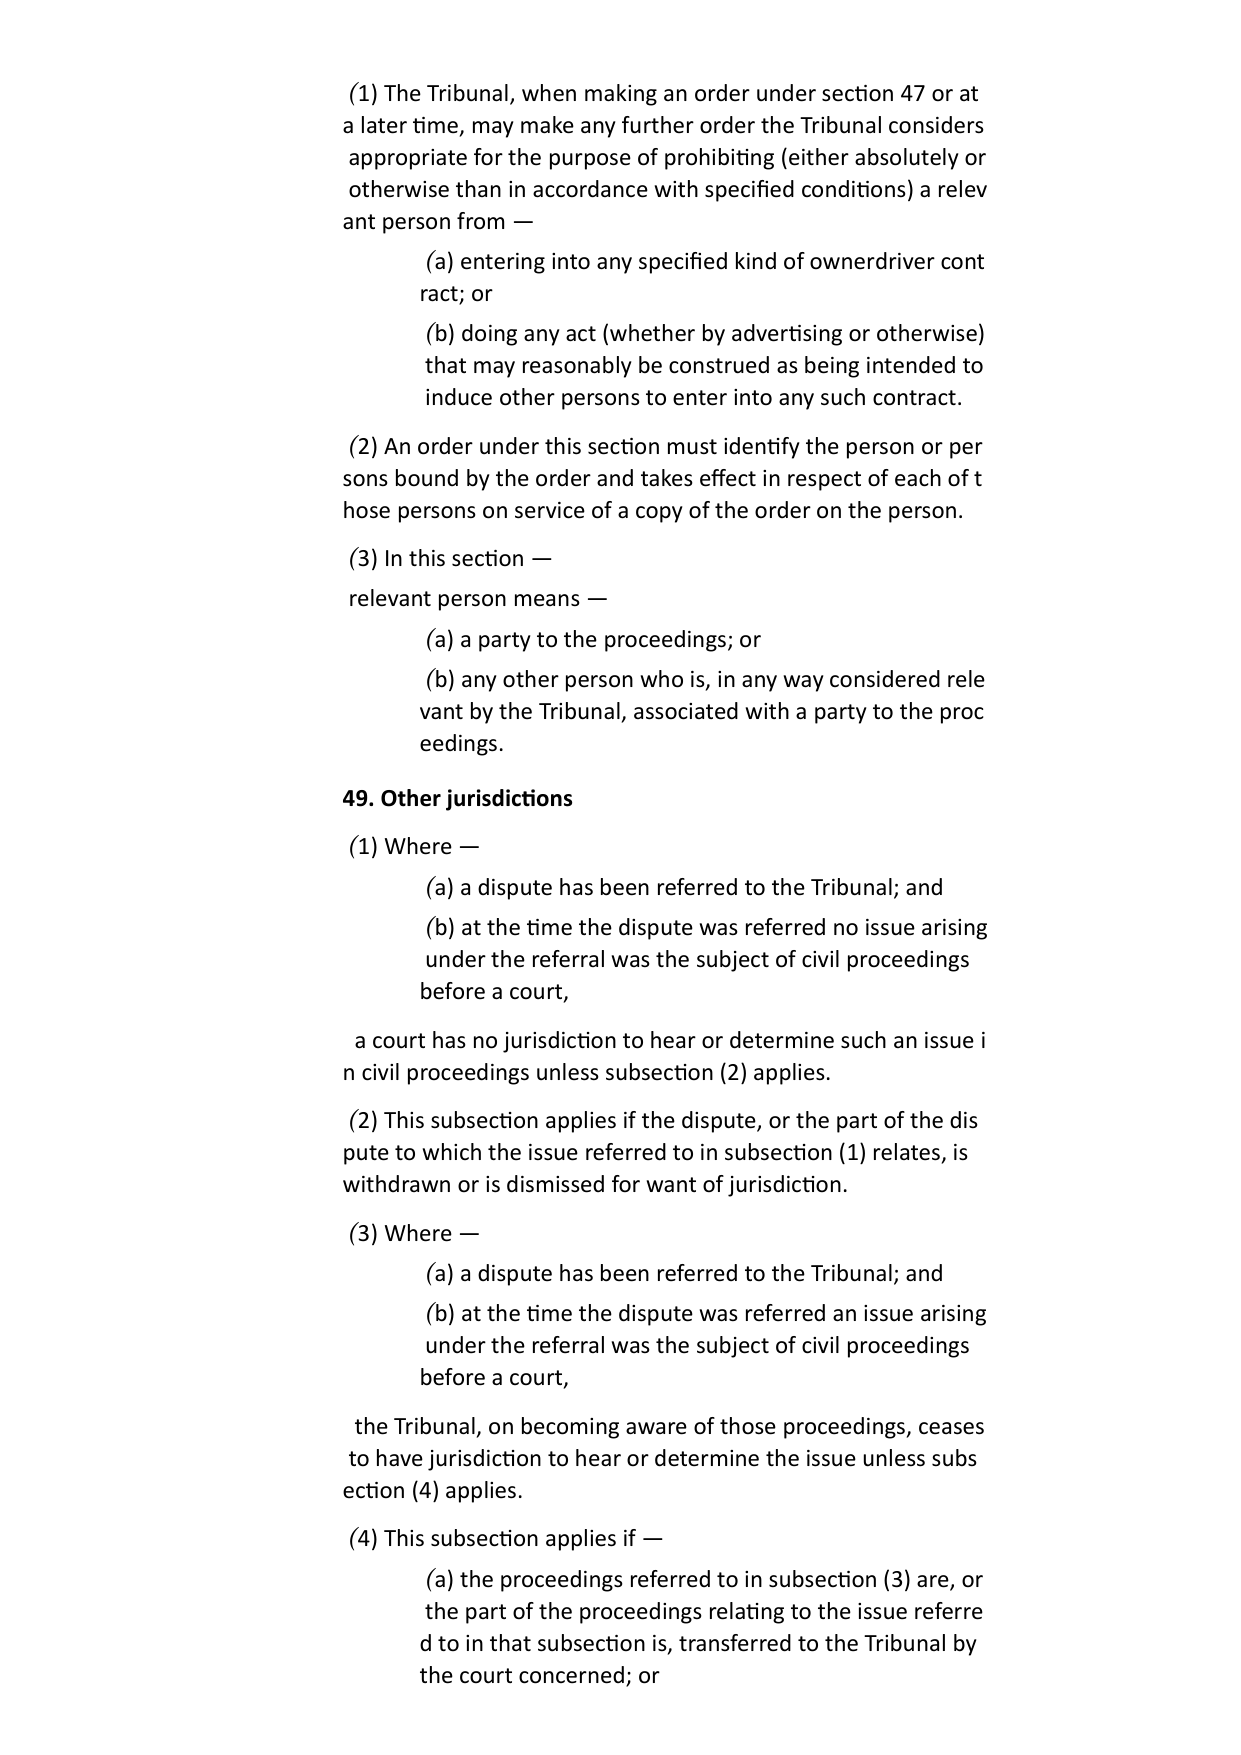 (1) The Tribunal, when making an order under section 47 or at
a later time, may make any further order the Tribunal considers
appropriate for the purpose of prohibiting (either absolutely or
otherwise than in accordance with specified conditions) a relev
ant person from —
(a) entering into any specified kind of ownerdriver cont
ract; or
(b) doing any act (whether by advertising or otherwise)
that may reasonably be construed as being intended to
induce other persons to enter into any such contract.
(2) An order under this section must identify the person or per
sons bound by the order and takes effect in respect of each of t
hose persons on service of a copy of the order on the person.
(3) In this section —
relevant person means —
(a) a party to the proceedings; or
(b) any other person who is, in any way considered rele
vant by the Tribunal, associated with a party to the proc
eedings.
49. Other jurisdictions
(1) Where —
(a) a dispute has been referred to the Tribunal; and
(b) at the time the dispute was referred no issue arising
under the referral was the subject of civil proceedings
before a court,
a court has no jurisdiction to hear or determine such an issue i
n civil proceedings unless subsection (2) applies.
(2) This subsection applies if the dispute, or the part of the dis
pute to which the issue referred to in subsection (1) relates, is
withdrawn or is dismissed for want of jurisdiction.
(3) Where —
(a) a dispute has been referred to the Tribunal; and
(b) at the time the dispute was referred an issue arising
under the referral was the subject of civil proceedings
before a court,
the Tribunal, on becoming aware of those proceedings, ceases
to have jurisdiction to hear or determine the issue unless subs
ection (4) applies.
(4) This subsection applies if —
(a) the proceedings referred to in subsection (3) are, or
the part of the proceedings relating to the issue referre
d to in that subsection is, transferred to the Tribunal by
the court concerned; or